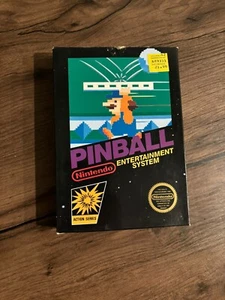 PINBALL
Nintendo
ENTERTAINMENT
SYSTEM
ACTION SERIES